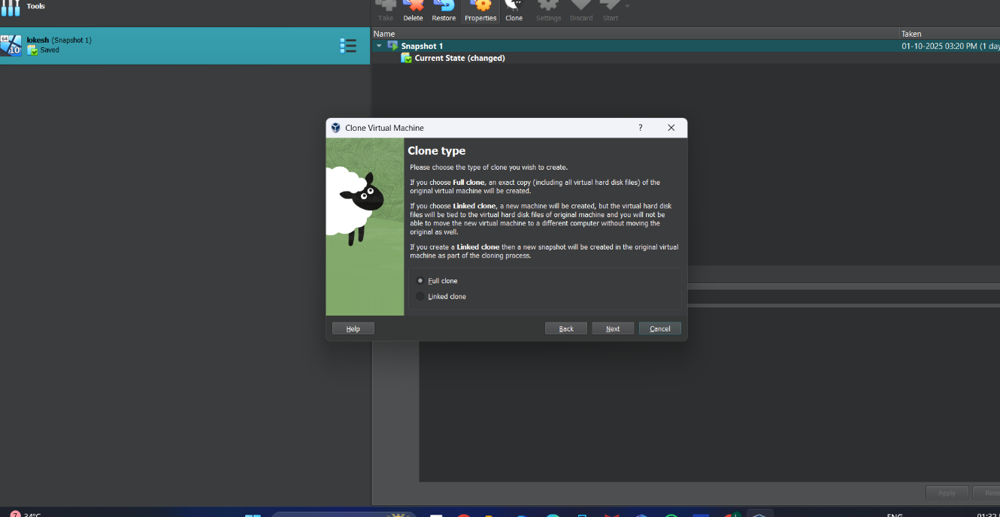 Tools
Take Delete Restore Properties Clone Settings Discard Start
Name Taken
64
10
lokesh (Snapshot 1)
Saved
Snapshot 1 01-10-2025 03:20 PM (1 day
Current State (changed)
Clone Virtual Machine ?
Clone type
Please choose the type of clone you wish to create.
If you choose Full clone, an exact copy (including all virtual hard disk files) of the
original virtual machine will be created.
If you choose Linked clone, a new machine will be created, but the virtual hard disk
files will be tied to the virtual hard disk files of original machine and you will not be
able to move the new virtual machine to a different computer without moving the
original as well.
If you create a Linked clone then a new snapshot will be created in the original virtual
machine as part of the cloning process.
Full clone
Linked clone
Help Back Next Cancel
Apply Rese
7 34°C ENG